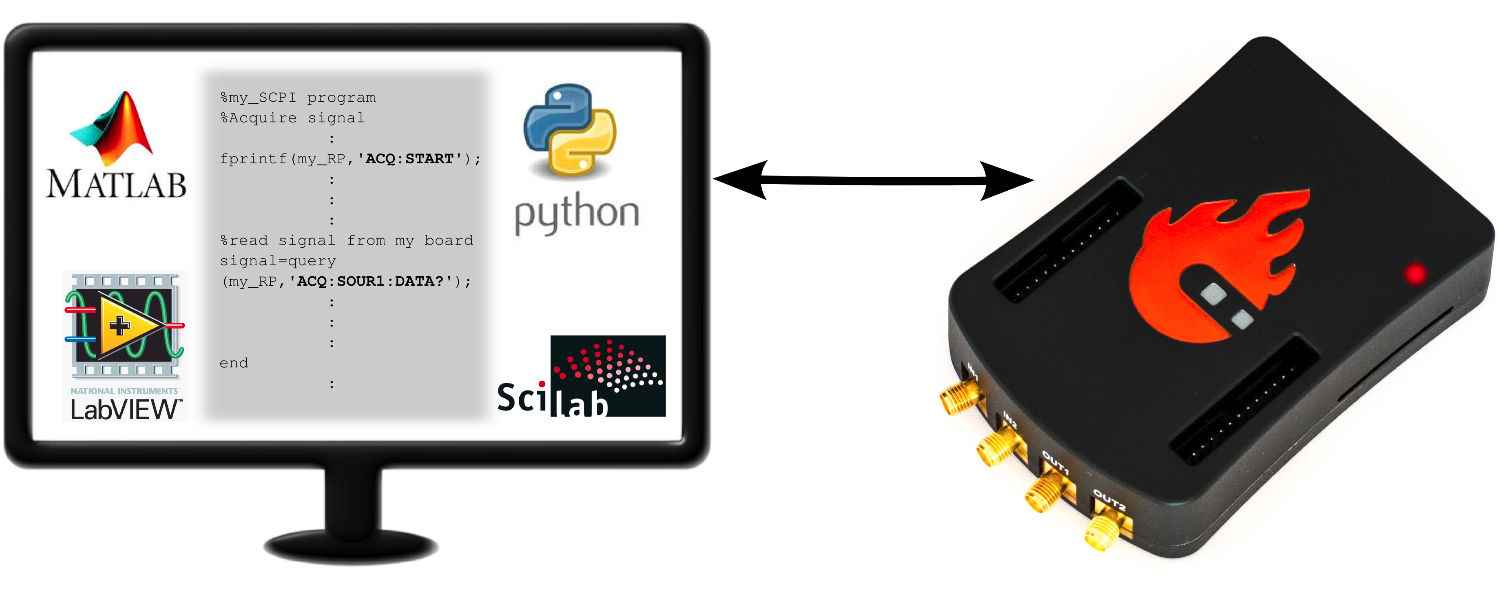 MATLAB
NATIONAL INSTRUMENTS
LabVIEW™
%my_SCPI program
%Acquire signal
:
fprintf(my_RP,'ACQ:START');
:
:
:
%read signal from my board
signal=query
(my_RP,'ACQ:SOUR1:DATA?');
:
:
:
end
:
python
Scilab
IN1
IN2
OUT1
OUT2